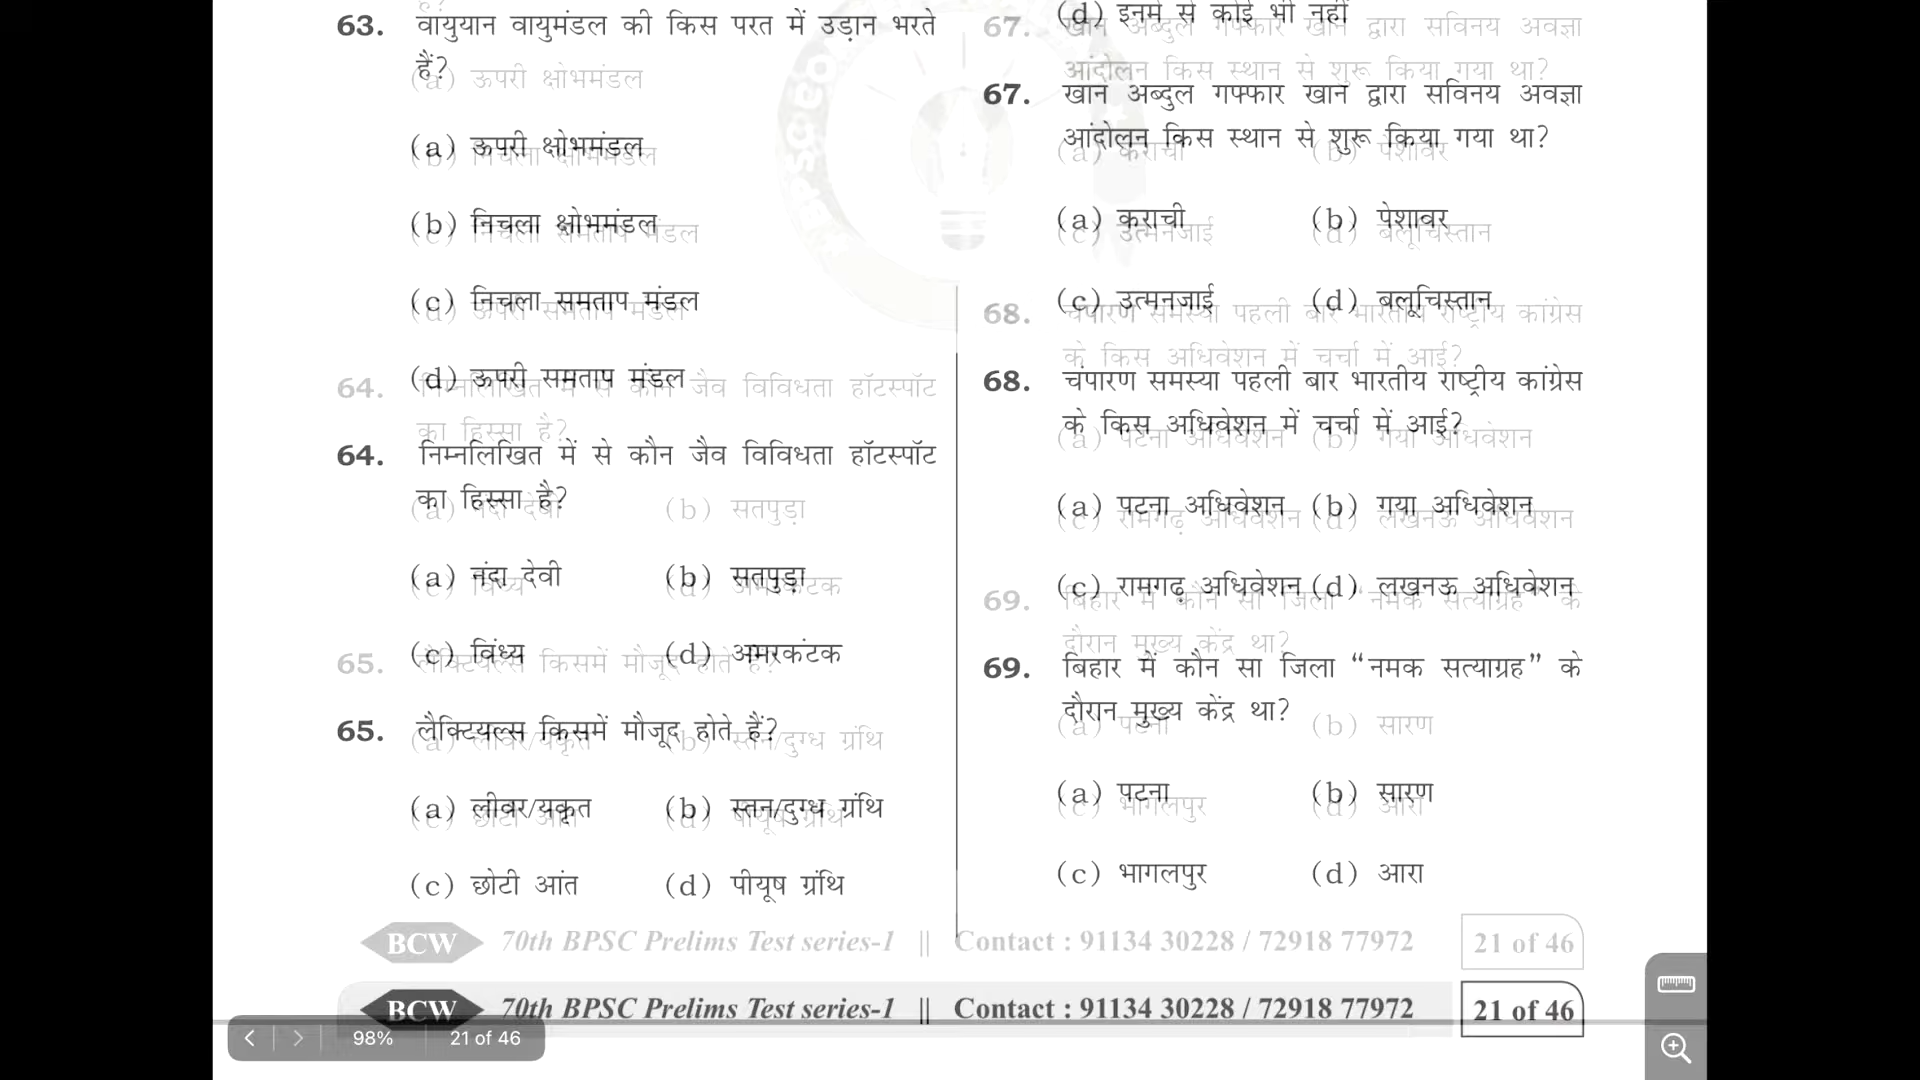 63. वायुयान वायुमंडल की किस परत में उड़ान भरते
हैं?
(a) ऊपरी क्षोभमंडल
(b) निचला क्षोभमंडल
(c) निचला समताप मंडल
(d) ऊपरी समताप मंडल
64. निम्नलिखित में से कौन जैव विविधता हॉटस्पॉट
का हिस्सा है?
(a) नंदा देवी (b) सतपुड़ा
(c) विंध्य (d) अमरकंटक
65. लैक्टियल्स किसमें मौजूद होते हैं?
(a) लीवर/यकृत (b) स्तन/दुग्ध ग्रंथि
(c) छोटी आंत (d) पीयूष ग्रंथि
(d) इनमें से कोई भी नहीं
67. खान अब्दुल गफ्फार खान द्वारा सविनय अवज्ञा
आंदोलन किस स्थान से शुरू किया गया था?
(a) कराची (b) पेशावर
(c) उत्मनजाई (d) बलूचिस्तान
68. चंपारण समस्या पहली बार भारतीय राष्ट्रीय कांग्रेस
के किस अधिवेशन में चर्चा में आई?
(a) पटना अधिवेशन (b) गया अधिवेशन
(c) रामगढ़ अधिवेशन (d) लखनऊ अधिवेशन
69. बिहार में कौन सा जिला “नमक सत्याग्रह” के
दौरान मुख्य केंद्र था?
(a) पटना (b) सारण
(c) भागलपुर (d) आरा
BCW 70th BPSC Prelims Test series-1 || Contact : 91134 30228 / 72918 77972 21 of 46
98% 21 of 46